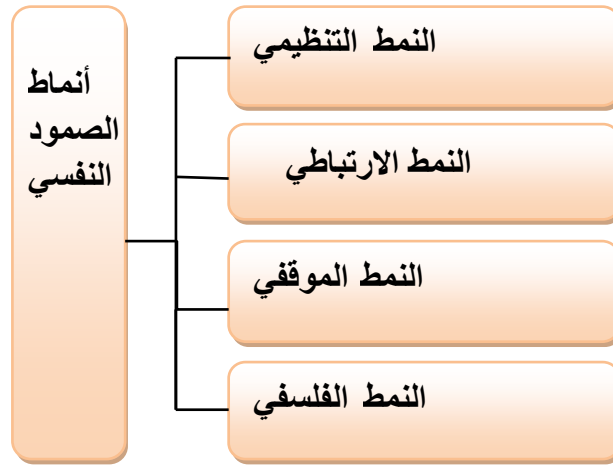 أنماط
الصمود
النفسي
النمط التنظيمي
النمط الارتباطي
النمط الموقفي
النمط الفلسفي